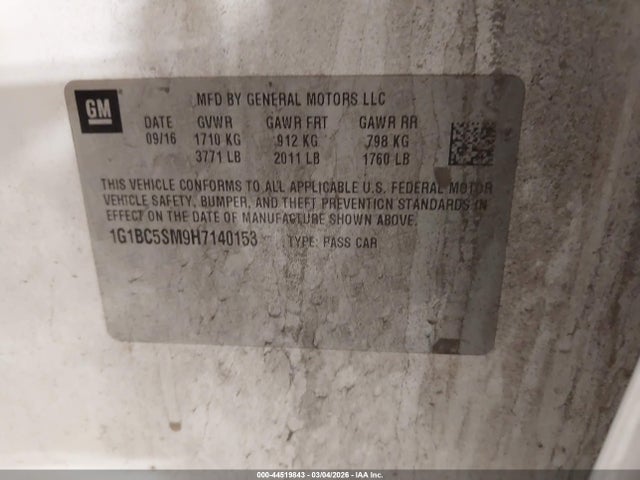 GM
MFD BY GENERAL MOTORS LLC
DATE GVWR GAWR FRT GAWR RR
09/16 1710 KG 912 KG 798 KG
3771 LB 2011 LB 1760 LB
THIS VEHICLE CONFORMS TO ALL APPLICABLE U.S. FEDERAL MOTOR
VEHICLE SAFETY, BUMPER, AND THEFT PREVENTION STANDARDS IN
EFFECT ON THE DATE OF MANUFACTURE SHOWN ABOVE.
1G1BC5SM9H7140153 TYPE: PASS CAR
000-44519843 - 03/04/2026 - IAA Inc.